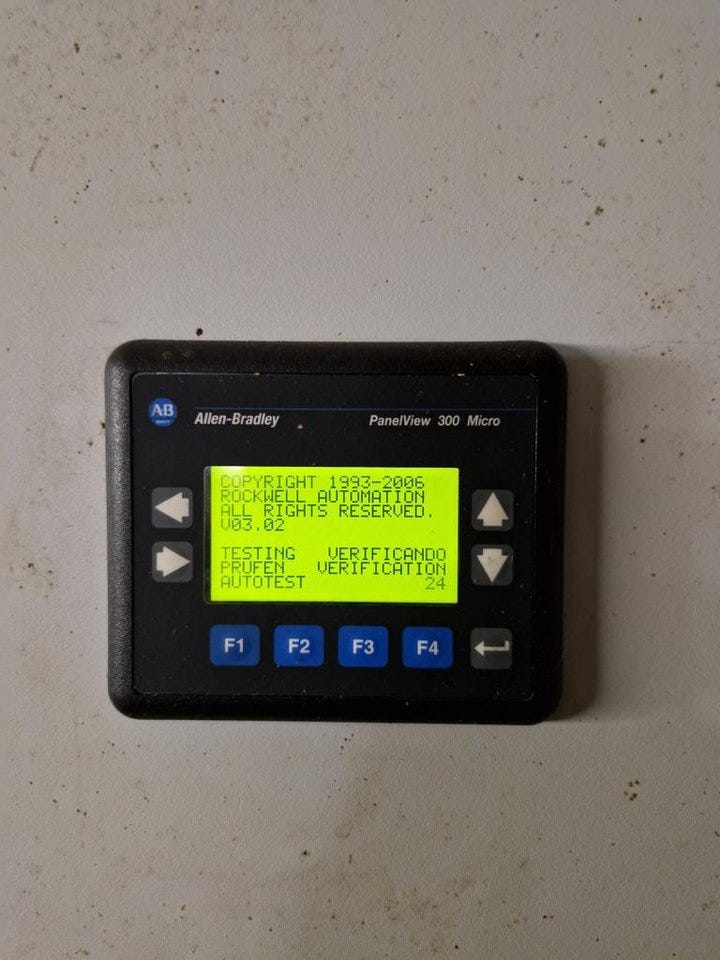 AB
Allen-Bradley
PanelView 300 Micro
COPYRIGHT 1993-2006
ROCKWELL AUTOMATION
ALL RIGHTS RESERVED.
V03.02
TESTING VERIFICANDO
PRUFEN VERIFICATION
AUTOTEST 24
F1 F2 F3 F4